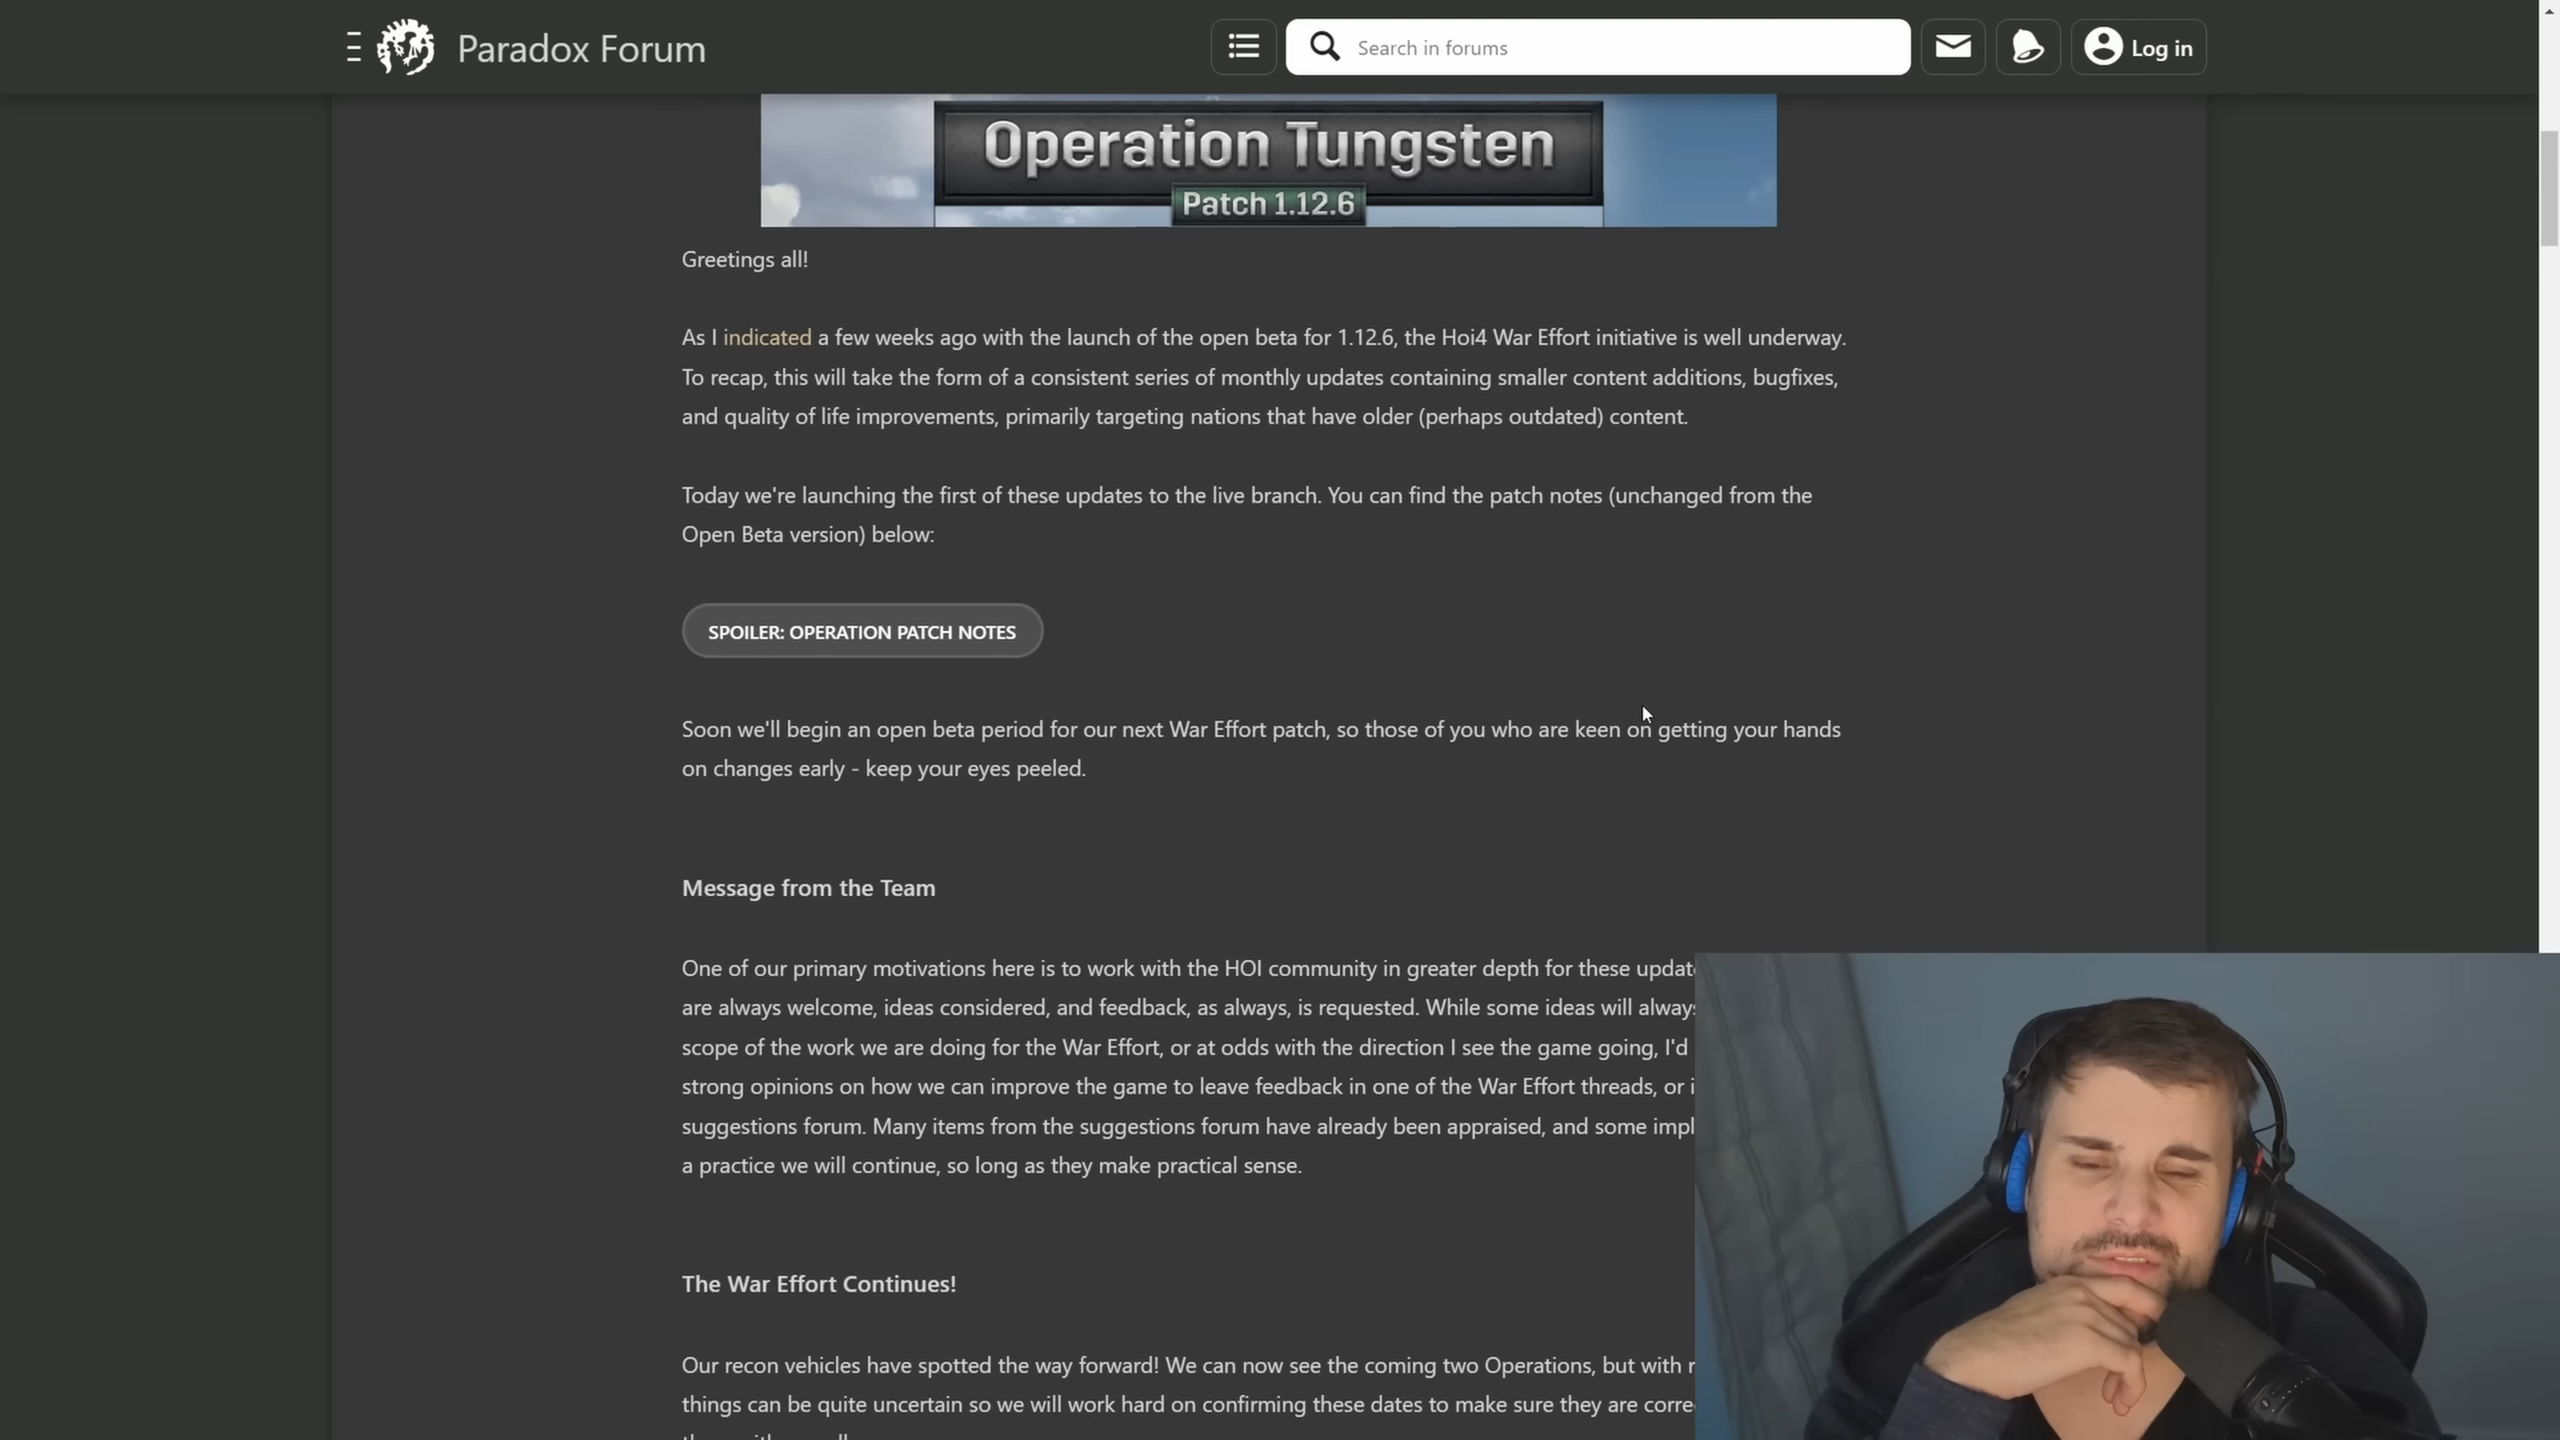 Paradox Forum
Search in forums
Log in
Operation Tungsten
Patch 1.12.6
Greetings all!
As I indicated a few weeks ago with the launch of the open beta for 1.12.6, the Hoi4 War Effort initiative is well underway.
To recap, this will take the form of a consistent series of monthly updates containing smaller content additions, bugfixes,
and quality of life improvements, primarily targeting nations that have older (perhaps outdated) content.
Today we're launching the first of these updates to the live branch. You can find the patch notes (unchanged from the
Open Beta version) below:
SPOILER: OPERATION PATCH NOTES
Soon we'll begin an open beta period for our next War Effort patch, so those of you who are keen on getting your hands
on changes early - keep your eyes peeled.
Message from the Team
One of our primary motivations here is to work with the HOI community in greater depth for these
are always welcome, ideas considered, and feedback, as always, is requested. While some ideas will always
scope of the work we are doing for the War Effort, or at odds with the direction I see the game going, I'd
strong opinions on how we can improve the game to leave feedback in one of the War Effort threads, or
suggestions forum. Many items from the suggestions forum have already been appraised, and some
a practice we will continue, so long as they make practical sense.
The War Effort Continues!
Our recon vehicles have spotted the way forward! We can now see the coming two Operations, but with
things can be quite uncertain so we will work hard on confirming these dates to make sure they are